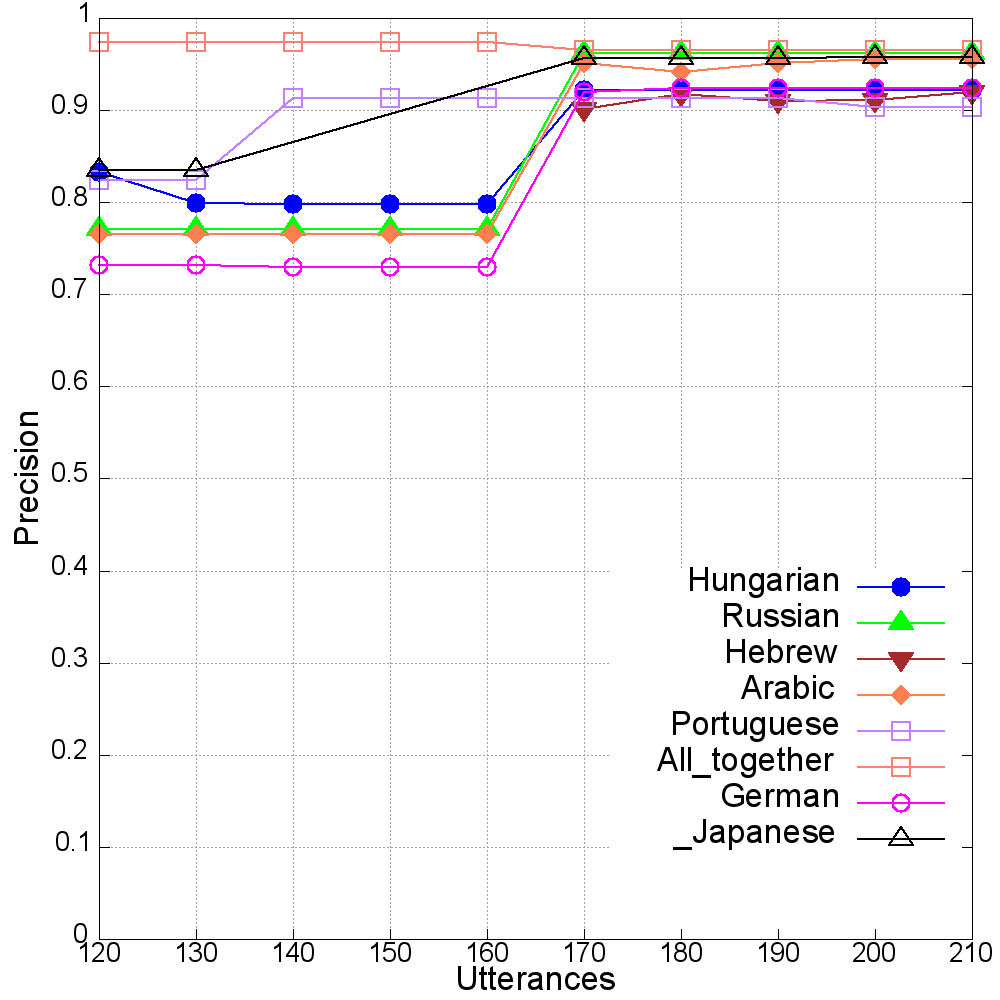 1
0.9
0.8
0.7
0.6
0.5
0.4
0.3
0.2
0.1
0
Precision
Hungarian
Russian
Hebrew
Arabic
Portuguese
All_together
German
_Japanese
120 130 140 150 160 170 180 190 200 210
Utterances